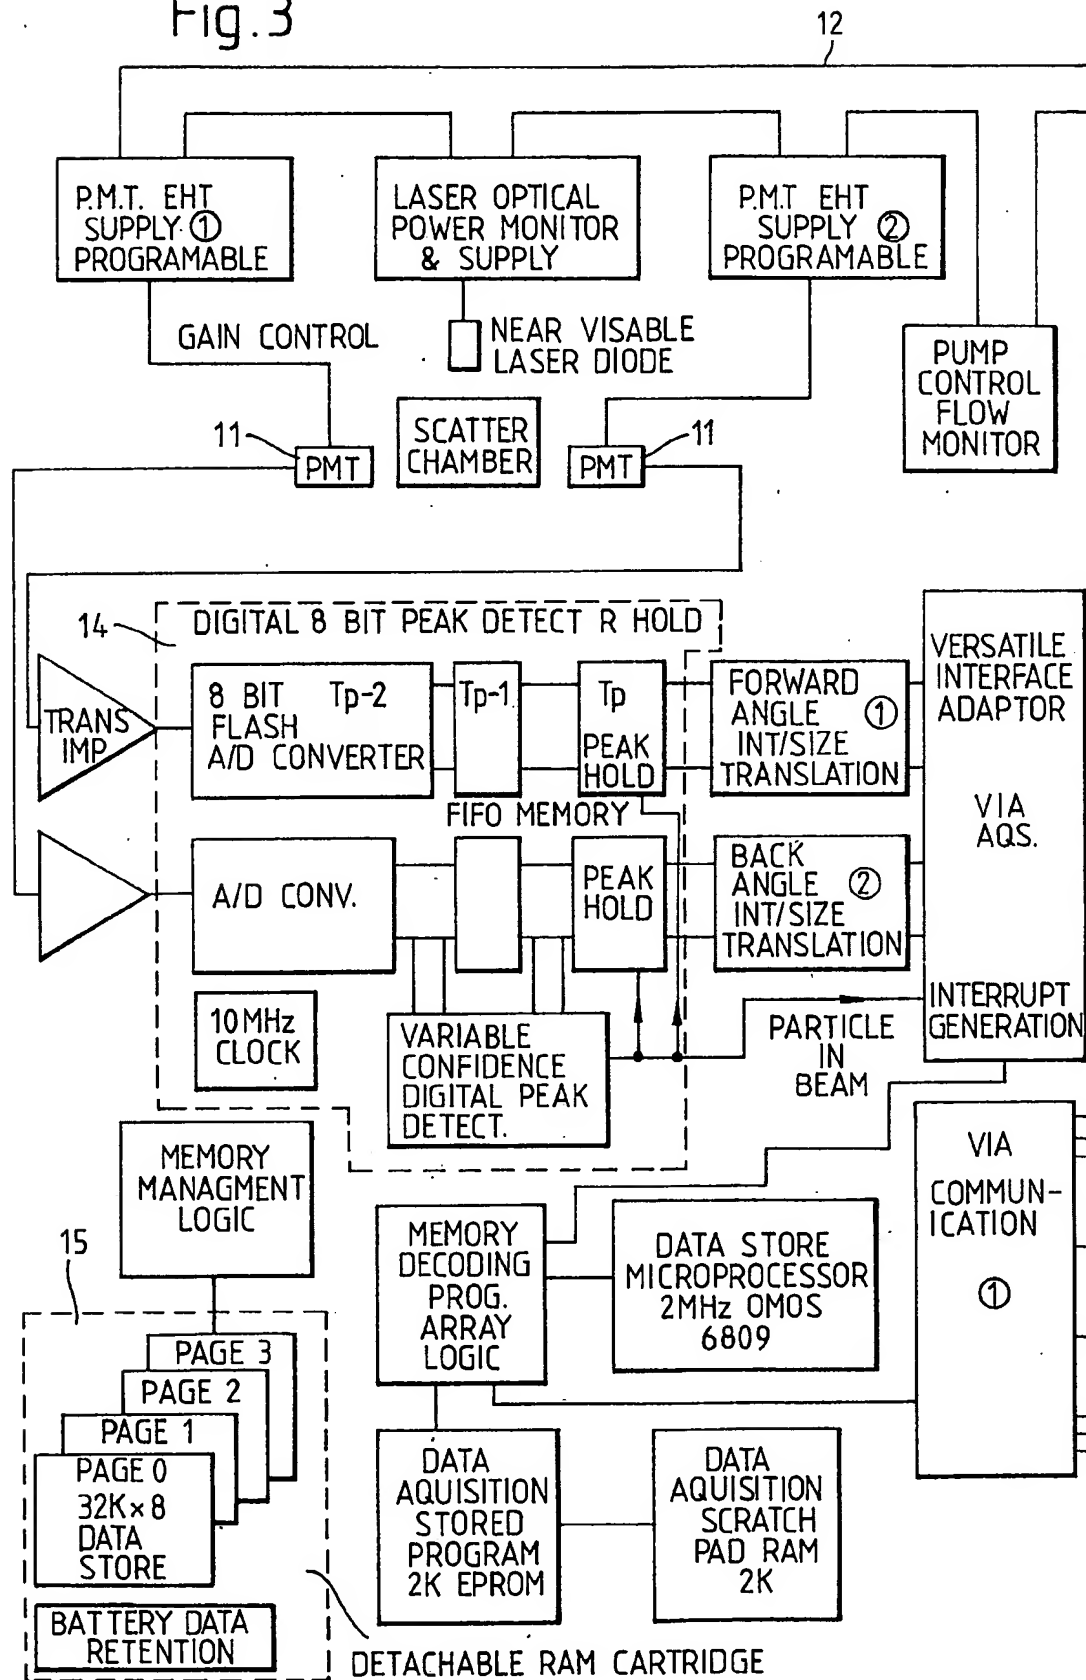 Fig.3
12
P.M.T. EHT
SUPPLY ①
PROGRAMABLE
LASER OPTICAL
POWER MONITOR
& SUPPLY
P.M.T EHT
SUPPLY ②
PROGRAMABLE
GAIN CONTROL
NEAR VISABLE
LASER DIODE
PUMP
CONTROL
FLOW
MONITOR
11
PMT
SCATTER
CHAMBER
PMT
11
14
DIGITAL 8 BIT PEAK DETECT R HOLD
TRANS
IMP
8 BIT Tp-2
FLASH
A/D CONVERTER
Tp-1
Tp
PEAK
HOLD
FORWARD
ANGLE ①
INT/SIZE
TRANSLATION
VERSATILE
INTERFACE
ADAPTOR
VIA
AQS.
INTERRUPT
GENERATION
FIFO MEMORY
A/D CONV.
PEAK
HOLD
BACK
ANGLE ②
INT/SIZE
TRANSLATION
10MHz
CLOCK
VARIABLE
CONFIDENCE
DIGITAL PEAK
DETECT.
PARTICLE
IN
BEAM
MEMORY
MANAGMENT
LOGIC
VIA
COMMUN-
ICATION
①
15
MEMORY
DECODING
PROG.
ARRAY
LOGIC
DATA STORE
MICROPROCESSOR
2MHz OMOS
6809
PAGE 3
PAGE 2
PAGE 1
PAGE 0
32K×8
DATA
STORE
DATA
AQUISITION
STORED
PROGRAM
2K EPROM
DATA
AQUISITION
SCRATCH
PAD RAM
2K
BATTERY DATA
RETENTION
DETACHABLE RAM CARTRIDGE